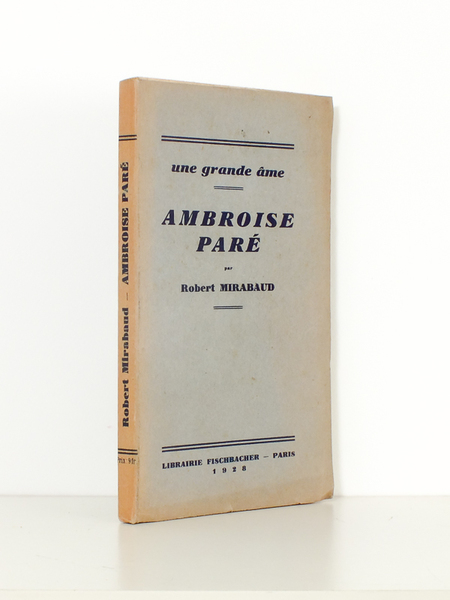 une grande âme
AMBROISE
PARÉ
par
Robert MIRABAUD
LIBRAIRIE FISCHBACHER — PARIS
1928
Robert Mirabaud — AMBROISE PARÉ